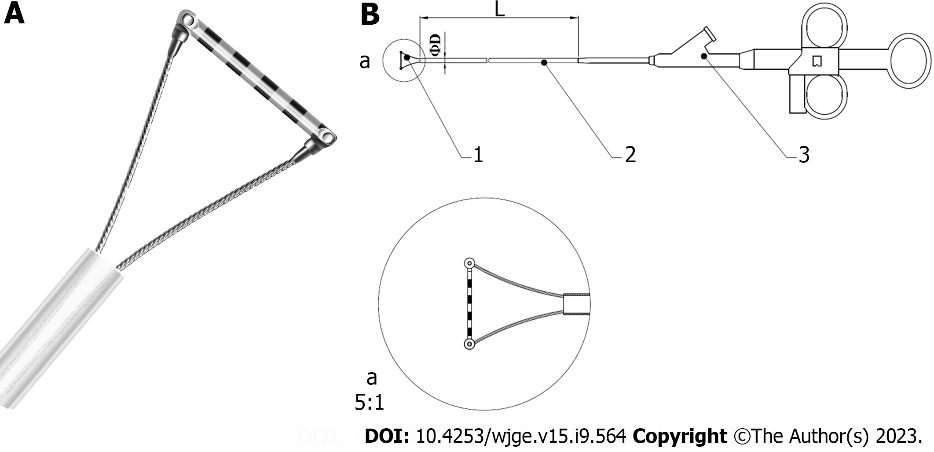 A
B
L
ΦD
a
1
2
3
a
5:1
DOI: 10.4253/wjge.v15.i9.564 Copyright ©The Author(s) 2023.